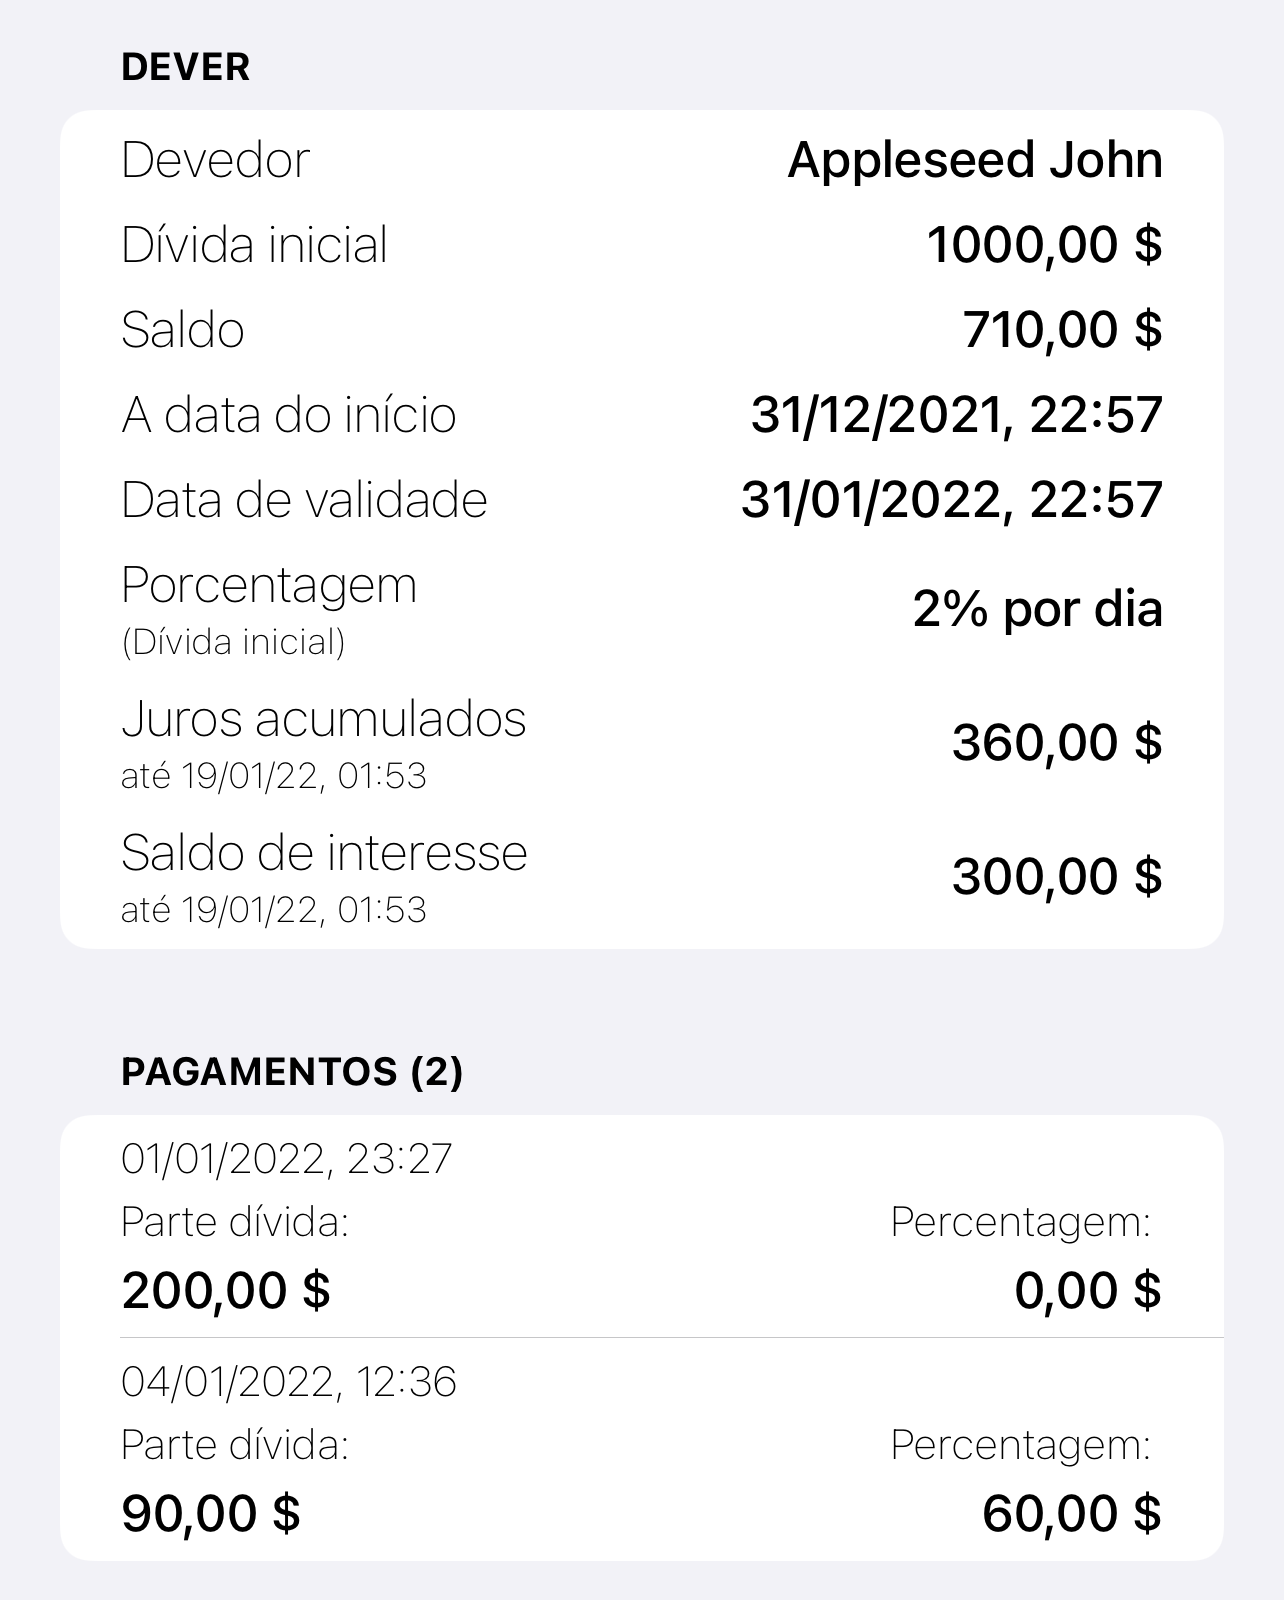 DEVER
Devedor Appleseed John
Dívida inicial 1000,00 $
Saldo 710,00 $
A data do início 31/12/2021, 22:57
Data de validade 31/01/2022, 22:57
Porcentagem 2% por dia
(Dívida inicial)
Juros acumulados 360,00 $
até 19/01/22, 01:53
Saldo de interesse 300,00 $
até 19/01/22, 01:53
PAGAMENTOS (2)
01/01/2022, 23:27
Parte dívida: Percentagem:
200,00 $ 0,00 $
04/01/2022, 12:36
Parte dívida: Percentagem:
90,00 $ 60,00 $